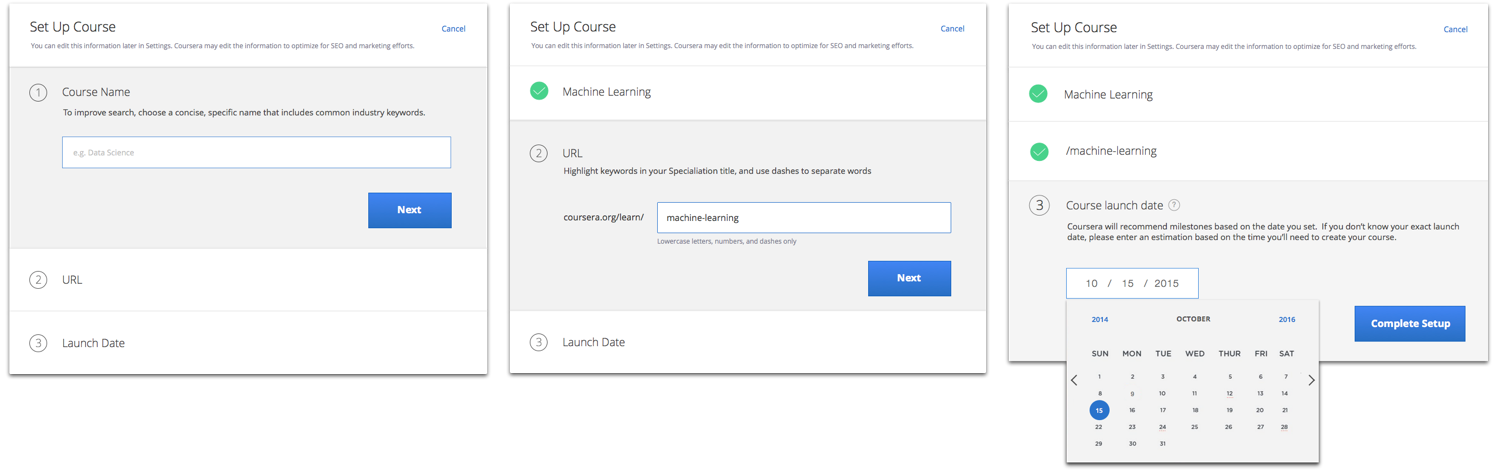 Set Up Course
Cancel
You can edit this information later in Settings. Coursera may edit the information to optimize for SEO and marketing efforts.
1 Course Name
To improve search, choose a concise, specific name that includes common industry keywords.
e.g. Data Science
Next
2 URL
3 Launch Date
Set Up Course
Cancel
You can edit this information later in Settings. Coursera may edit the information to optimize for SEO and marketing efforts.
Machine Learning
2 URL
Highlight keywords in your Specialiation title, and use dashes to separate words
coursera.org/learn/ machine-learning
Lowercase letters, numbers, and dashes only
Next
3 Launch Date
Set Up Course
Cancel
You can edit this information later in Settings. Coursera may edit the information to optimize for SEO and marketing efforts.
Machine Learning
/machine-learning
3 Course launch date ?
Coursera will recommend milestones based on the date you set. If you don't know your exact launch
date, please enter an estimation based on the time you'll need to create your course.
10 / 15 / 2015
Complete Setup
2014 OCTOBER 2016
SUN MON TUE WED THUR FRI SAT
1 2 3 4 5 6 7
8 9 10 11 12 13 14
15 16 17 18 19 20 21
22 23 24 25 26 27 28
29 30 31